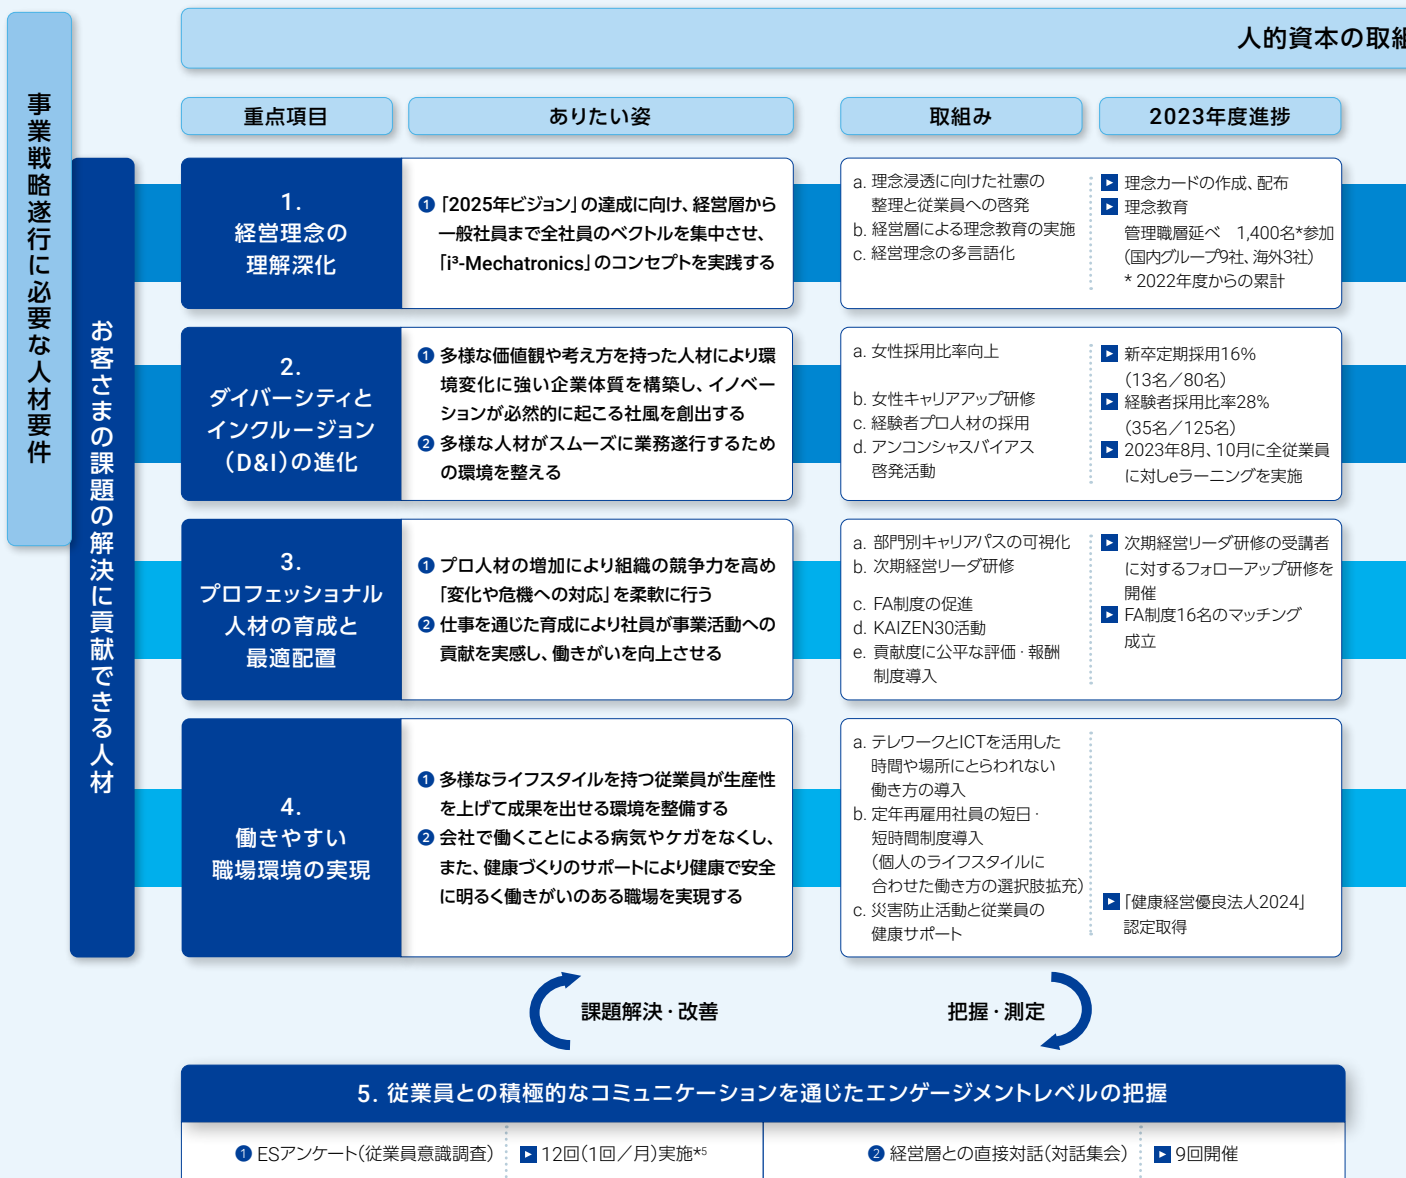 人的資本の取組
事業戦略遂行に必要な人材要件
お客さまの課題の解決に貢献できる人材
重点項目
ありたい姿
取組み
2023年度進捗
1.
経営理念の
理解深化
❶「2025年ビジョン」の達成に向け、経営層から
一般社員まで全社員のベクトルを集中させ、
「i³-Mechatronics」のコンセプトを実践する
a. 理念浸透に向けた社憲の
整理と従業員への啓発
b. 経営層による理念教育の実施
c. 経営理念の多言語化
理念カードの作成、配布
理念教育
管理職層延べ 1,400名*参加
（国内グループ9社、海外3社）
* 2022年度からの累計
2.
ダイバーシティと
インクルージョン
（D&I）の進化
❶ 多様な価値観や考え方を持った人材により環
境変化に強い企業体質を構築し、イノベー
ションが必然的に起こる社風を創出する
❷ 多様な人材がスムーズに業務遂行するため
の環境を整える
a. 女性採用比率向上
b. 女性キャリアアップ研修
c. 経験者プロ人材の採用
d. アンコンシャスバイアス
啓発活動
新卒定期採用16%
（13名／80名）
経験者採用比率28%
（35名／125名）
2023年8月、10月に全従業員
に対しeラーニングを実施
3.
プロフェッショナル
人材の育成と
最適配置
❶ プロ人材の増加により組織の競争力を高め
「変化や危機への対応」を柔軟に行う
❷ 仕事を通じた育成により社員が事業活動への
貢献を実感し、働きがいを向上させる
a. 部門別キャリアパスの可視化
b. 次期経営リーダ研修
c. FA制度の促進
d. KAIZEN30活動
e. 貢献度に公平な評価・報酬
制度導入
次期経営リーダ研修の受講者
に対するフォローアップ研修を
開催
FA制度16名のマッチング
成立
4.
働きやすい
職場環境の実現
❶ 多様なライフスタイルを持つ従業員が生産性
を上げて成果を出せる環境を整備する
❷ 会社で働くことによる病気やケガをなくし、
また、健康づくりのサポートにより健康で安全
に明るく働きがいのある職場を実現する
a. テレワークとICTを活用した
時間や場所にとらわれない
働き方の導入
b. 定年再雇用社員の短日・
短時間制度導入
（個人のライフスタイルに
合わせた働き方の選択肢拡充）
c. 災害防止活動と従業員の
健康サポート
「健康経営優良法人2024」
認定取得
課題解決・改善
把握・測定
5. 従業員との積極的なコミュニケーションを通じたエンゲージメントレベルの把握
❶ ESアンケート（従業員意識調査）
12回（1回／月）実施*5
❷ 経営層との直接対話（対話集会）
9回開催